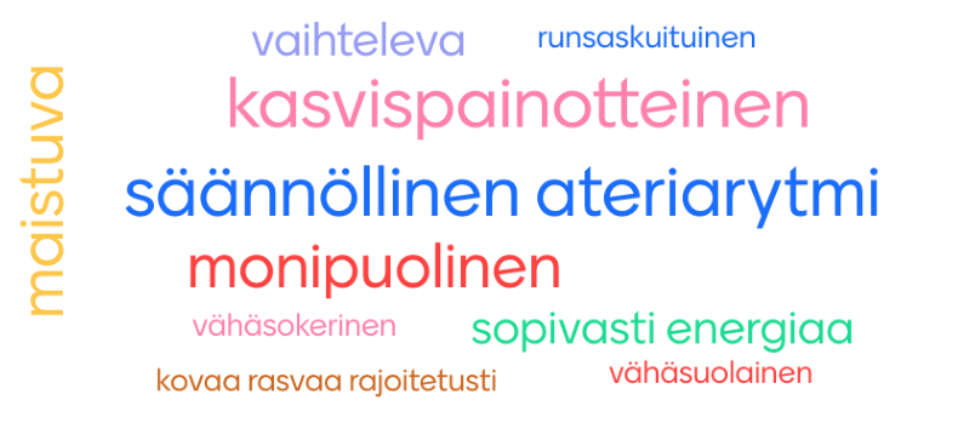 vaihteleva
runsaskuituinen
kasvispainotteinen
maistuva
säännöllinen ateriarytmi
monipuolinen
vähäsokerinen
sopivasti energiaa
kovaa rasvaa rajoitetusti
vähäsuolainen